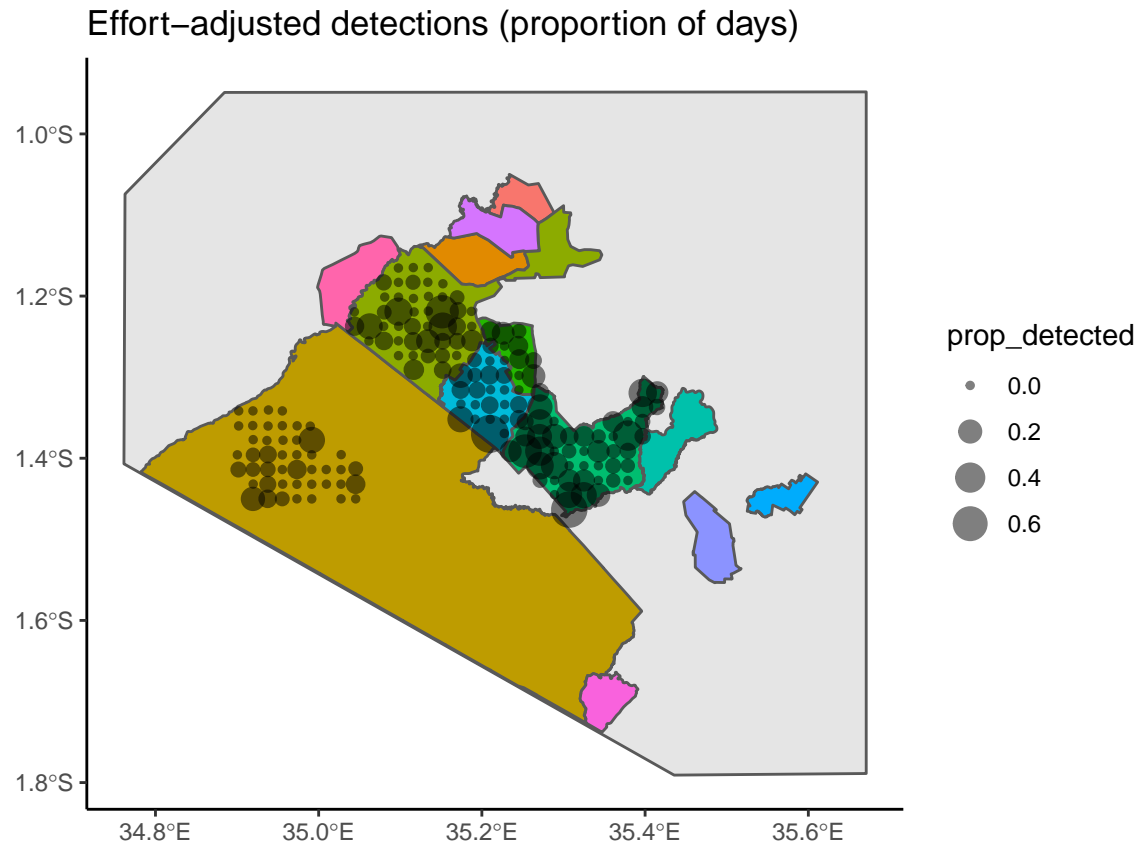 Effort−adjusted detections (proportion of days)
1.0°S
1.2°S
1.4°S
1.6°S
1.8°S
34.8°E
35.0°E
35.2°E
35.4°E
35.6°E
prop_detected
0.0
0.2
0.4
0.6